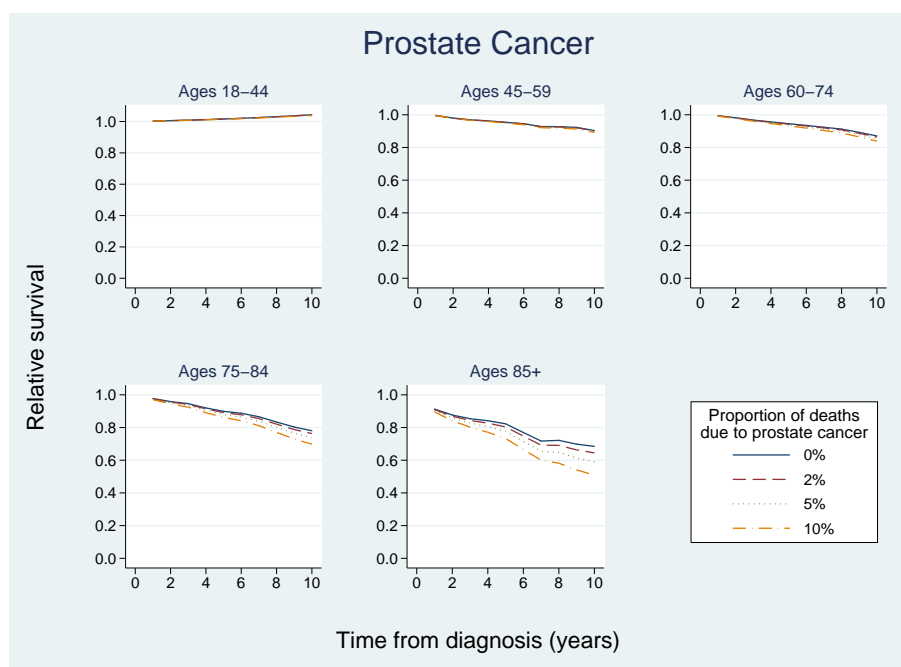 Prostate Cancer
Ages 18−44
Ages 45−59
Ages 60−74
1.0
0.8
0.6
0.4
0.2
0.0
0 2 4 6 8 10
1.0
0.8
0.6
0.4
0.2
0.0
0 2 4 6 8 10
1.0
0.8
0.6
0.4
0.2
0.0
0 2 4 6 8 10
Relative survival
Ages 75−84
Ages 85+
1.0
0.8
0.6
0.4
0.2
0.0
0 2 4 6 8 10
1.0
0.8
0.6
0.4
0.2
0.0
0 2 4 6 8 10
Proportion of deaths
due to prostate cancer
0%
2%
5%
10%
Time from diagnosis (years)